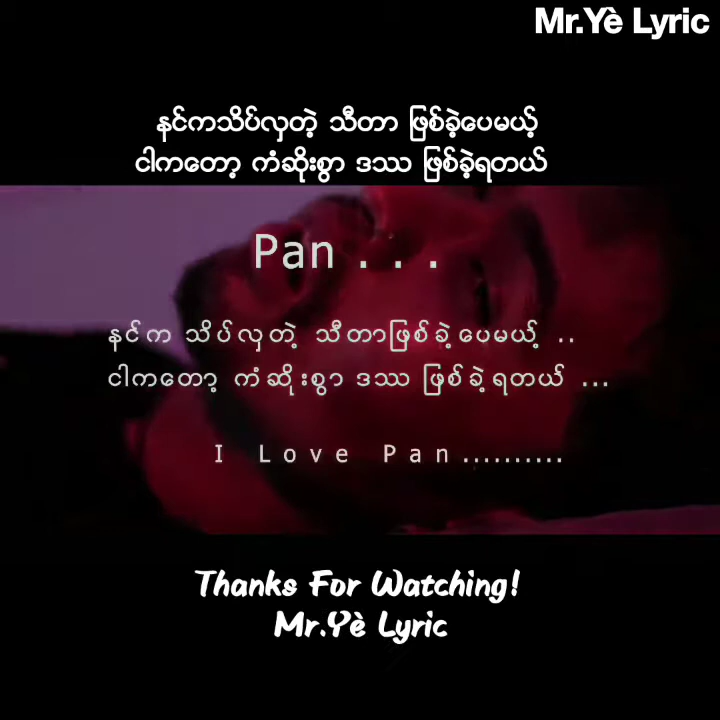 Mr.Yè Lyric
နင်ကသိပ်လှတဲ့ သီတာ ဖြစ်ခဲ့ပေမယ့်
ငါကတော့ ကံဆိုးစွာ ဒဿ ဖြစ်ခဲ့ရတယ်
Pan . . .
နင်က သိပ်လှတဲ့ သီတာဖြစ်ခဲ့ပေမယ့် ..
ငါကတော့ ကံဆိုးစွာ ဒဿ ဖြစ်ခဲ့ရတယ် ...
I Love Pan ..........
Thanks For Watching!
Mr.Yè Lyric